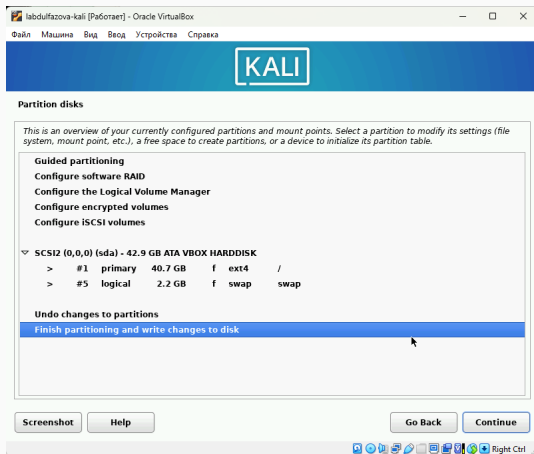 labdulfazova-kali [Работает] - Oracle VirtualBox
Файл Машина Вид Ввод Устройства Справка
KALI
Partition disks
This is an overview of your currently configured partitions and mount points. Select a partition to modify its settings (file
system, mount point, etc.), a free space to create partitions, or a device to initialize its partition table.
Guided partitioning
Configure software RAID
Configure the Logical Volume Manager
Configure encrypted volumes
Configure iSCSI volumes
SCSI2 (0,0,0) (sda) - 42.9 GB ATA VBOX HARDDISK
> #1 primary 40.7 GB f ext4 /
> #5 logical 2.2 GB f swap swap
Undo changes to partitions
Finish partitioning and write changes to disk
Screenshot Help Go Back Continue
Right Ctrl